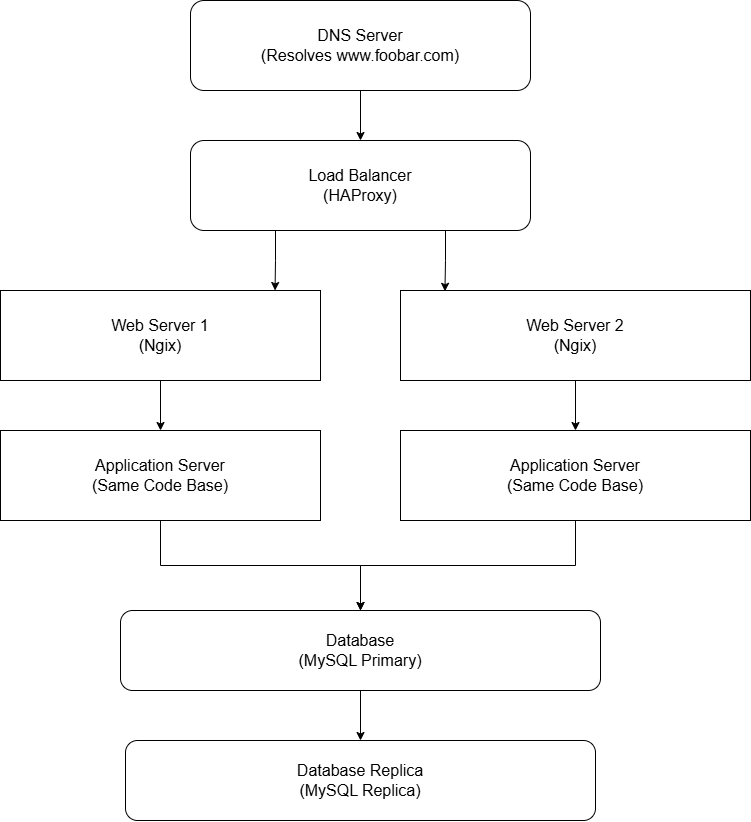 DNS Server
(Resolves www.foobar.com)
Load Balancer
(HAProxy)
Web Server 1
(Ngix)
Web Server 2
(Ngix)
Application Server
(Same Code Base)
Application Server
(Same Code Base)
Database
(MySQL Primary)
Database Replica
(MySQL Replica)